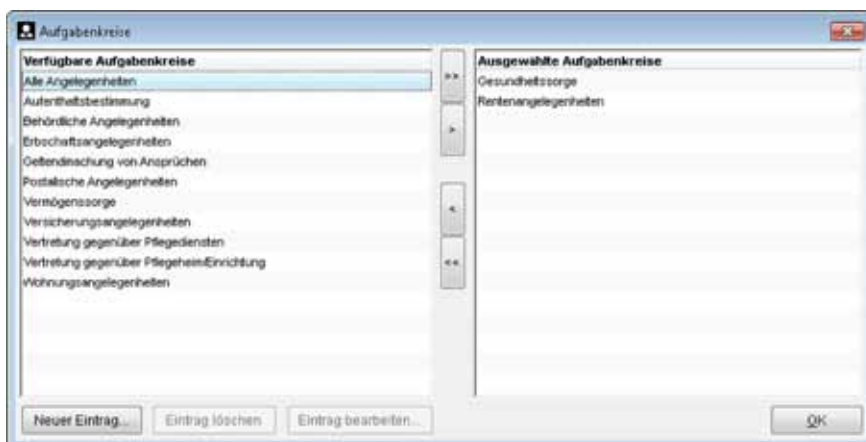 Aufgabenkreise
Verfügbare Aufgabenkreise
Alle Angelegenheiten
Aufenthaltsbestimmung
Behördliche Angelegenheiten
Erbschaftsangelegenheiten
Geltendmachung von Ansprüchen
Postalische Angelegenheiten
Vermögenssorge
Versicherungsangelegenheiten
Vertretung gegenüber Pflegediensten
Vertretung gegenüber Pflegeheim/Einrichtung
Wohnungsangelegenheiten
>>
>
<
<<
Ausgewählte Aufgabenkreise
Gesundheitssorge
Rentenangelegenheiten
Neuer Eintrag... Eintrag löschen Eintrag bearbeiten... OK